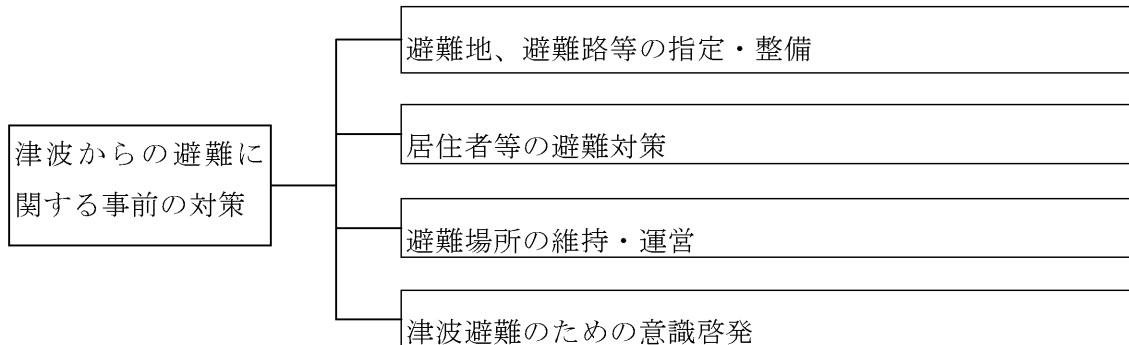 避難地、避難路等の指定・整備
居住者等の避難対策
津波からの避難に
関する事前の対策
避難場所の維持・運営
津波避難のための意識啓発